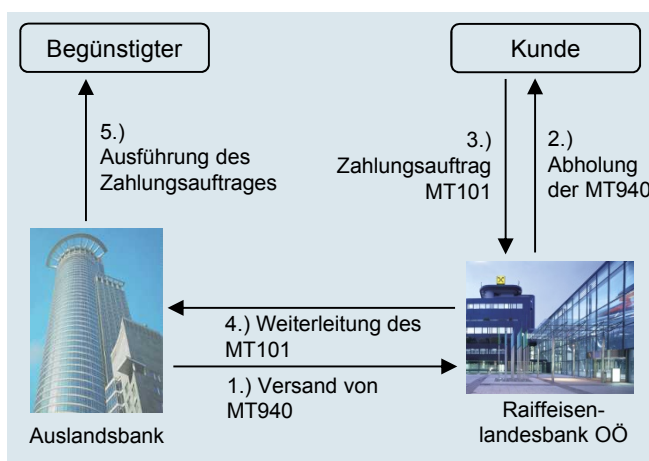 Begünstigter
Kunde
5.)
Ausführung des
Zahlungsauftrages
3.)
Zahlungsauftrag
MT101
2.)
Abholung
der MT940
4.) Weiterleitung des
MT101
1.) Versand von
MT940
Auslandsbank
Raiffeisen-
landesbank OÖ